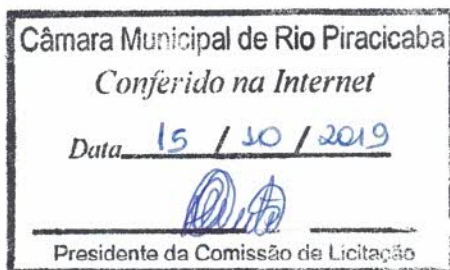 Câmara Municipal de Rio Piracicaba
Conferido na Internet
Data 15 / 10 / 2019
Presidente da Comissão de Licitação